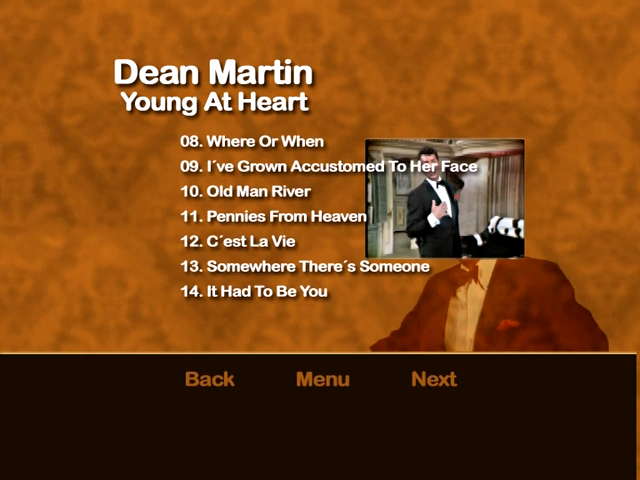 Dean Martin
Young At Heart
08. Where Or When
09. I´ve Grown Accustomed To Her Face
10. Old Man River
11. Pennies From Heaven
12. C´est La Vie
13. Somewhere There´s Someone
14. It Had To Be You
Back Menu Next